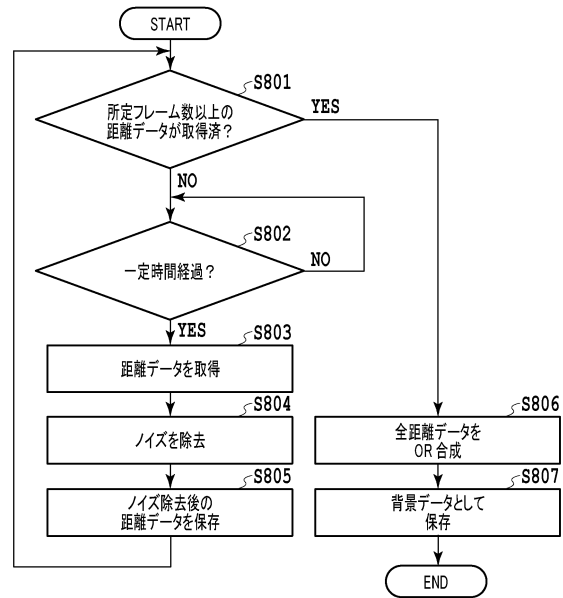 START
S801
所定フレーム数以上の
距離データが取得済？
YES
NO
S802
一定時間経過？
NO
YES
S803
距離データを取得
S804
ノイズを除去
S805
ノイズ除去後の
距離データを保存
S806
全距離データを
OR合成
S807
背景データとして
保存
END